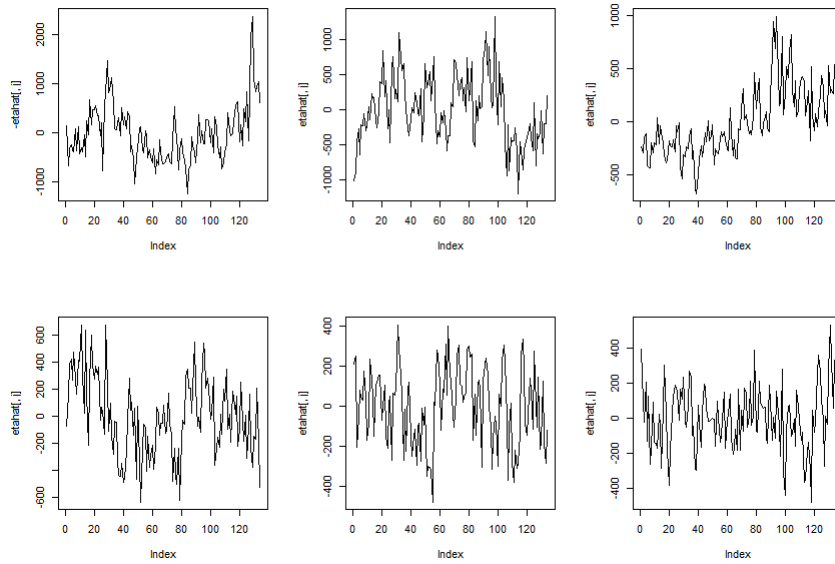 -etahat[, i]
-1000 0 1000 2000
0 20 40 60 80 100 120
Index
etahat[, i]
-1000 -500 0 500 1000
0 20 40 60 80 100 120
Index
etahat[, i]
-500 0 500 1000
0 20 40 60 80 100 120
Index
etahat[, i]
-600 -200 0 200 400 600
0 20 40 60 80 100 120
Index
etahat[, i]
-400 -200 0 200 400
0 20 40 60 80 100 120
Index
etahat[, i]
-400 -200 0 200 400
0 20 40 60 80 100 120
Index